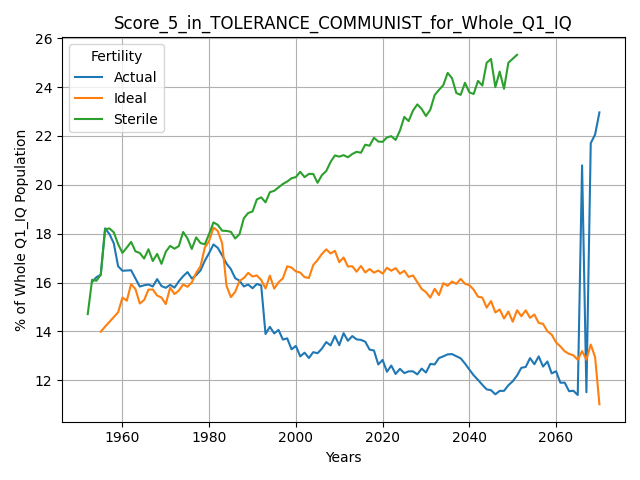 Score_5_in_TOLERANCE_COMMUNIST_for_Whole_Q1_IQ
Fertility
Actual
Ideal
Sterile
% of Whole Q1_IQ Population
26
24
22
20
18
16
14
12
1960
1980
2000
2020
2040
2060
Years